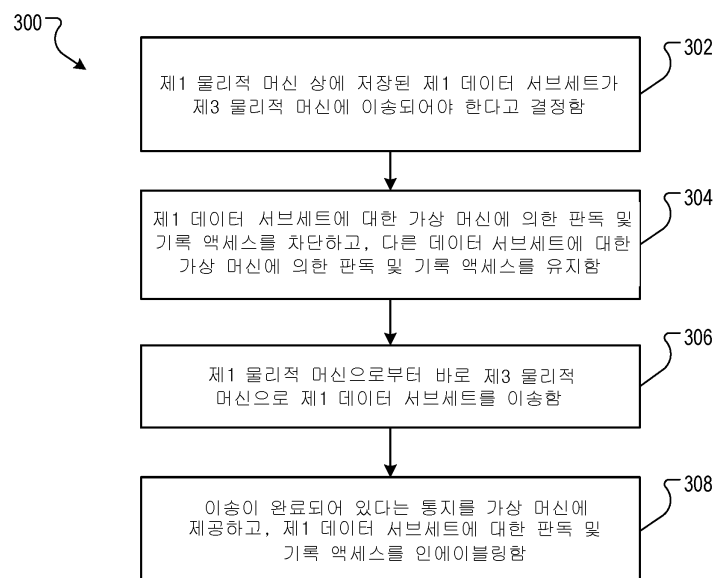 300
302
제1 물리적 머신 상에 저장된 제1 데이터 서브세트가
제3 물리적 머신에 이송되어야 한다고 결정함
304
제1 데이터 서브세트에 대한 가상 머신에 의한 판독 및
기록 액세스를 차단하고, 다른 데이터 서브세트에 대한
가상 머신에 의한 판독 및 기록 액세스를 유지함
306
제1 물리적 머신으로부터 바로 제3 물리적
머신으로 제1 데이터 서브세트를 이송함
308
이송이 완료되어 있다는 통지를 가상 머신에
제공하고, 제1 데이터 서브세트에 대한 판독 및
기록 액세스를 인에이블링함